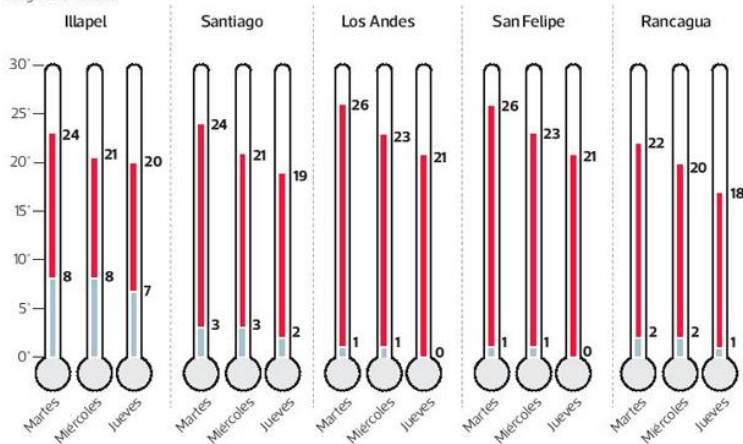 Illapel
Santiago
Los Andes
San Felipe
Rancagua
30°
25°
20°
15°
10°
5°
0°
24
21
20
8
8
7
24
21
19
3
3
2
26
23
21
1
1
0
26
23
21
1
1
0
22
20
18
2
2
1
Martes
Miércoles
Jueves
Martes
Miércoles
Jueves
Martes
Miércoles
Jueves
Martes
Miércoles
Jueves
Martes
Miércoles
Jueves